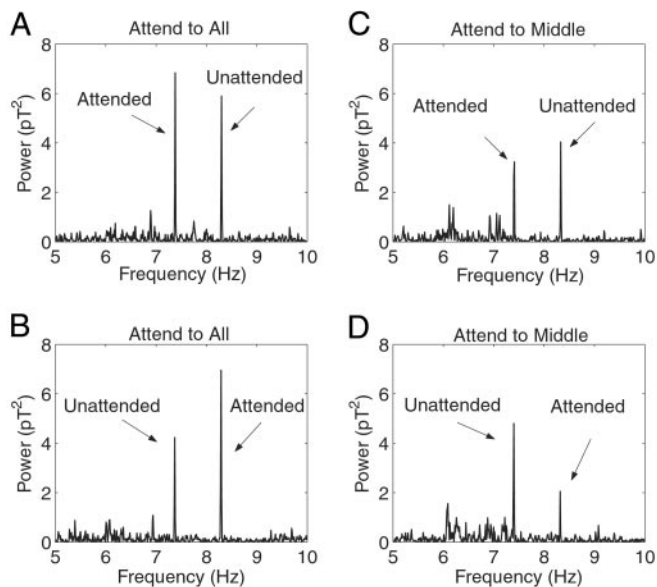 A
Attend to All
8
6
4
2
0
Power (pT²)
Attended
Unattended
5 6 7 8 9 10
Frequency (Hz)
C
Attend to Middle
8
6
4
2
0
Power (pT²)
Attended
Unattended
5 6 7 8 9 10
Frequency (Hz)
B
Attend to All
8
6
4
2
0
Power (pT²)
Unattended
Attended
5 6 7 8 9 10
Frequency (Hz)
D
Attend to Middle
8
6
4
2
0
Power (pT²)
Unattended
Attended
5 6 7 8 9 10
Frequency (Hz)